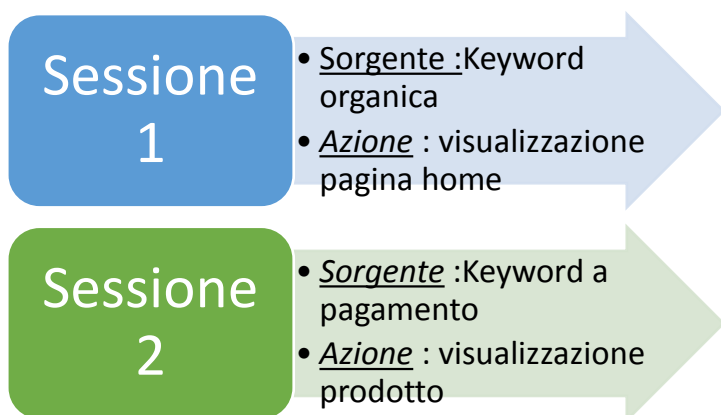 Sessione
1
• Sorgente :Keyword
organica
• Azione : visualizzazione
pagina home
Sessione
2
• Sorgente :Keyword a
pagamento
• Azione : visualizzazione
prodotto